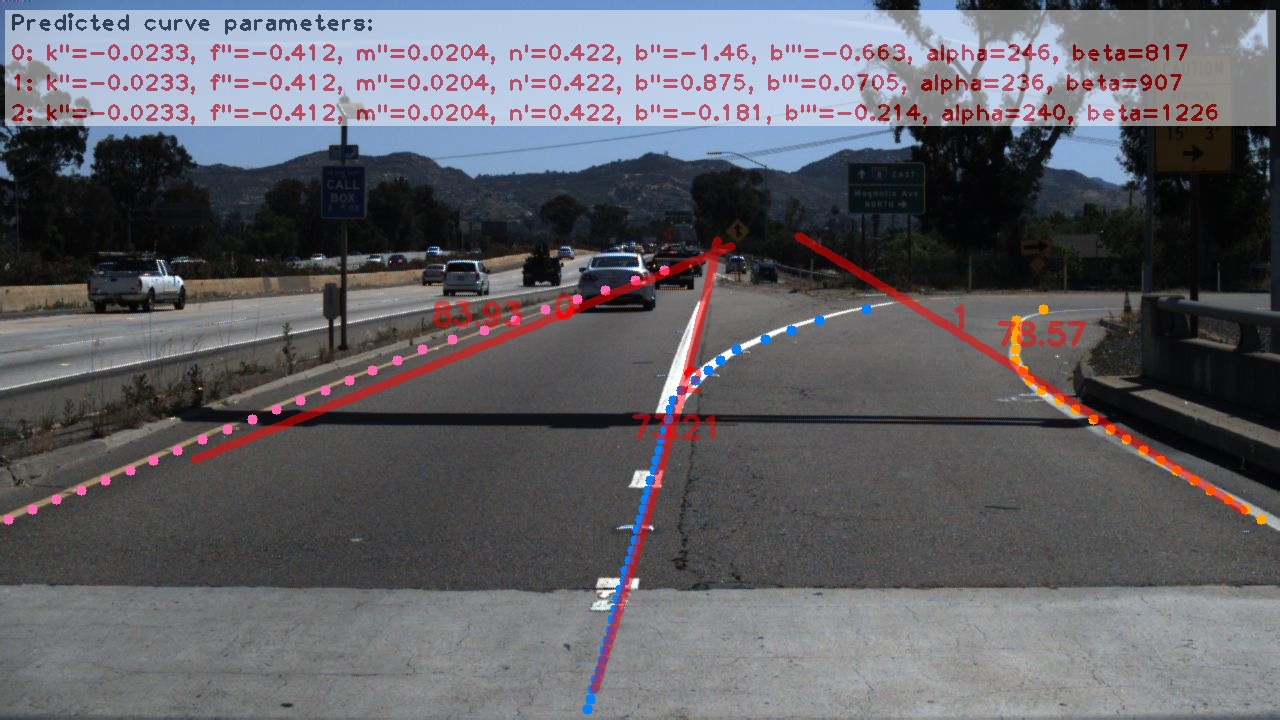 Predicted curve parameters:
0: k''=-0.0233, f''=-0.412, m''=0.0204, n'=0.422, b''=-1.46, b'''=-0.663, alpha=246, beta=817
1: k''=-0.0233, f''=-0.412, m''=0.0204, n'=0.422, b''=0.875, b'''=0.0705, alpha=236, beta=907
2: k''=-0.0233, f''=-0.412, m''=0.0204, n'=0.422, b''=-0.181, b'''=-0.214, alpha=240, beta=1226
15 3
CALL
BOX
8 EAST
Magnolia Ave
NORTH
83.93 0
1
78.57